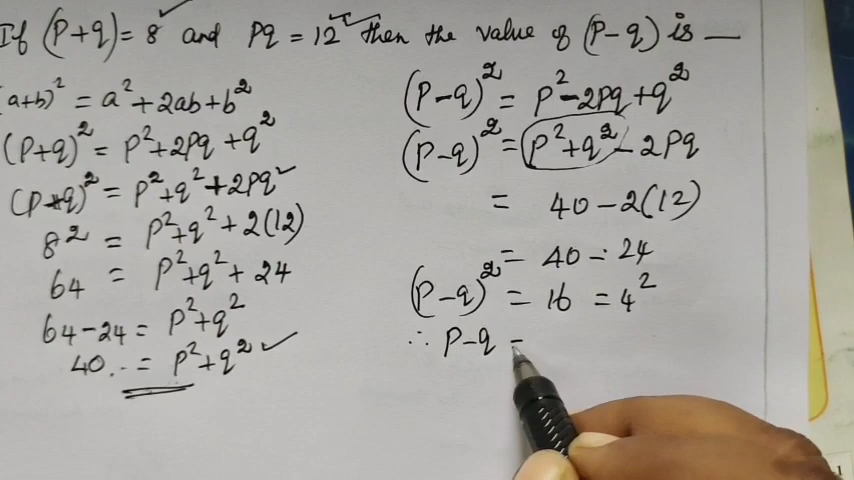 If (P+q)=8 and Pq = 12 then the value of (P-q) is __
(a+b)² = a²+2ab+b²
(P+q)² = P²+2Pq+q²
(P+q)² = P²+q²+2Pq
8² = P²+q²+2(12)
64 = P²+q²+24
64-24 = P²+q²
40 = P²+q²
(P-q)² = P²-2Pq+q²
(P-q)² = P²+q²-2Pq
= 40-2(12)
= 40-24
(P-q)² = 16 = 4²
∴ P-q =